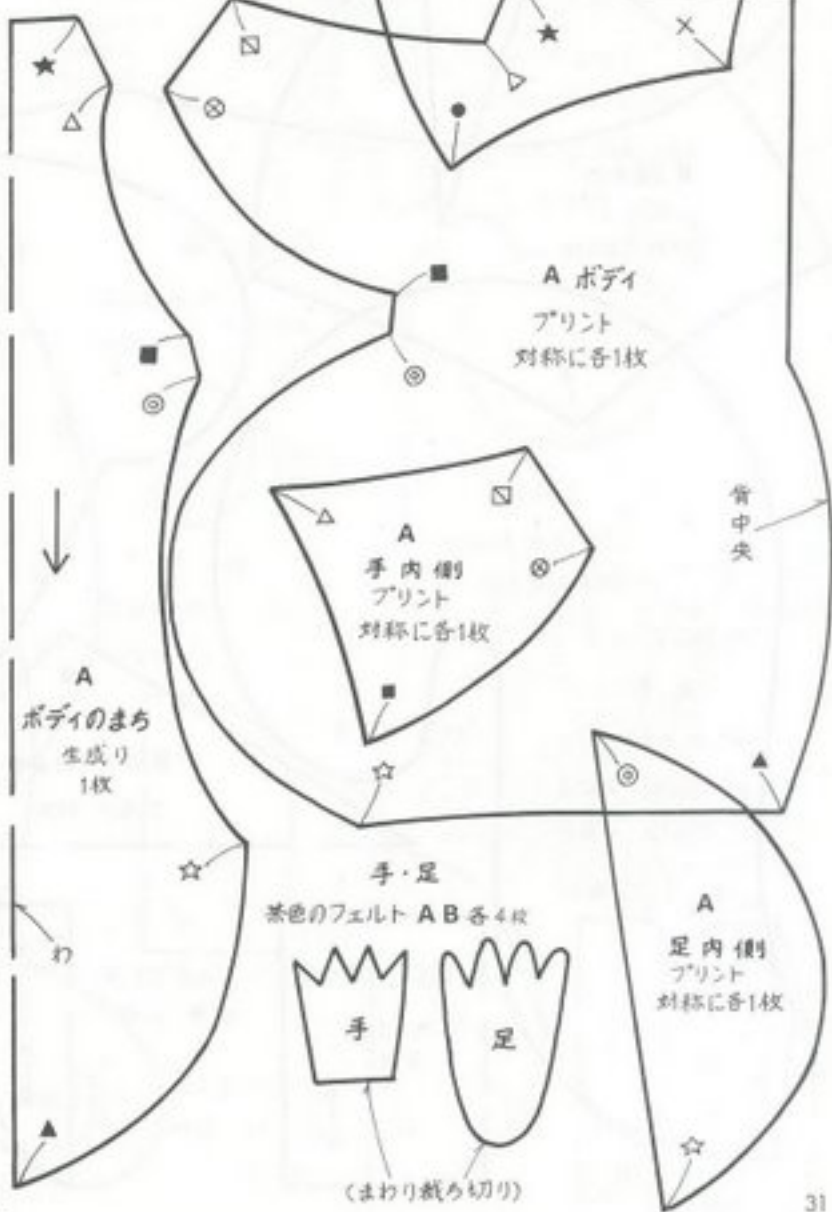 A ボディ
プリント
対称に各1枚
背中央
A
手内側
プリント
対称に各1枚
A
ボディのまち
生成り
1枚
わ
手・足
茶色のフェルト A B 各4枚
手
足
(まわり裁ち切り)
A
足内側
プリント
対称に各1枚
31